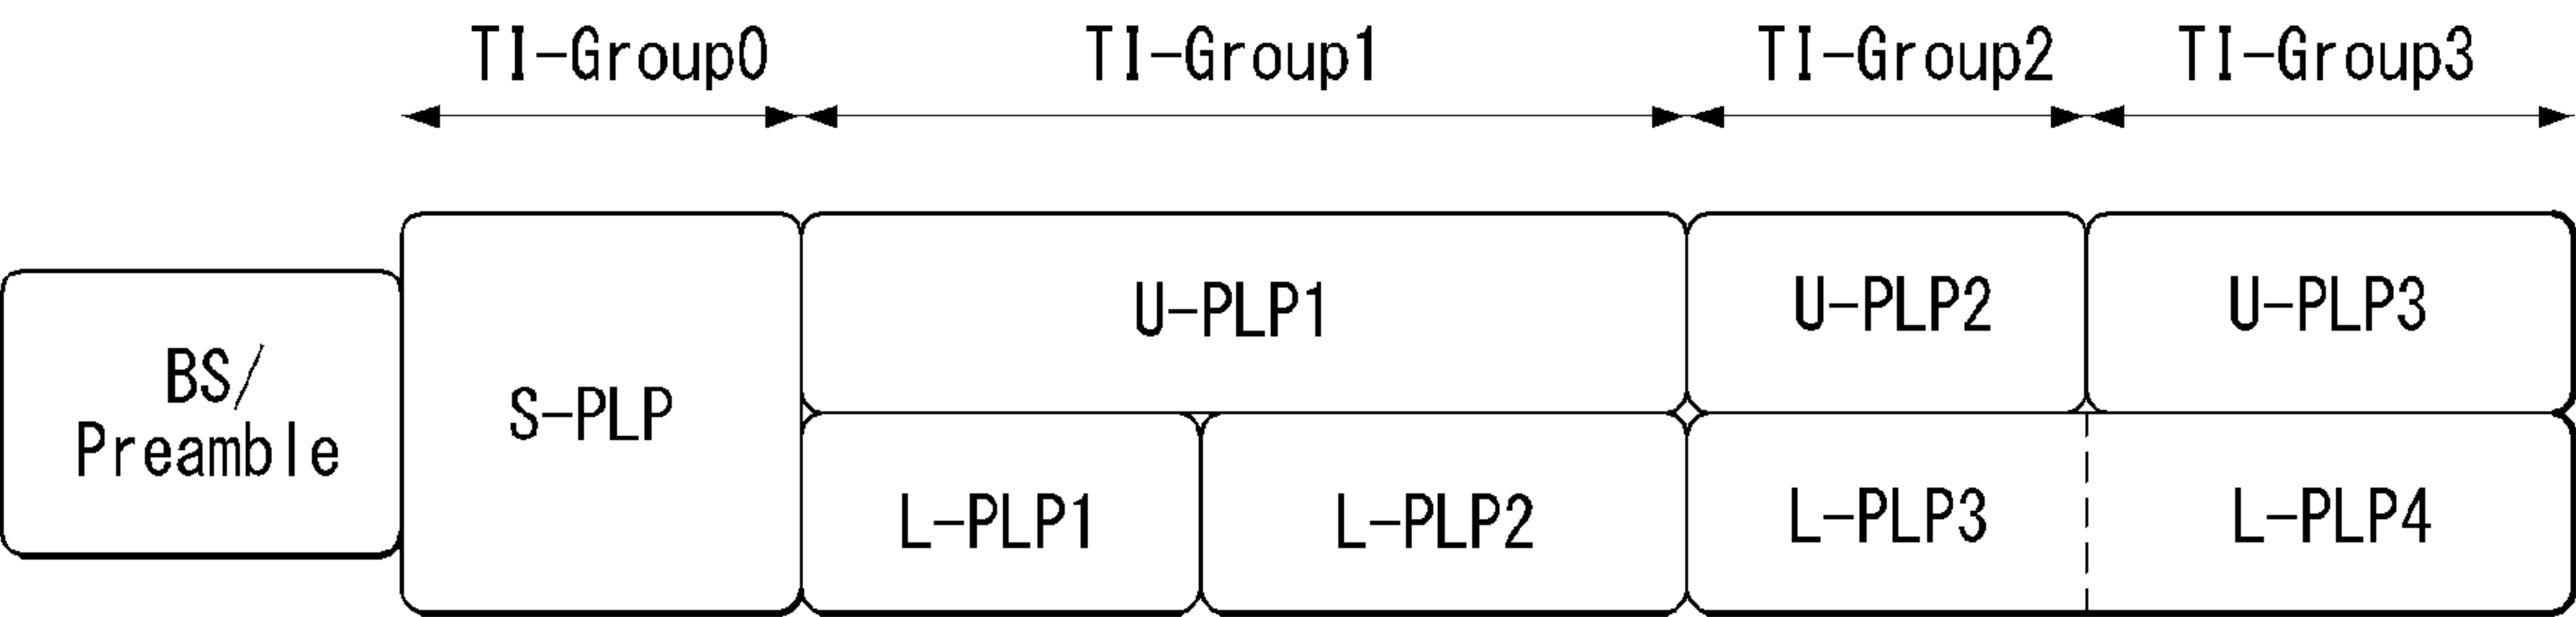 TI-Group0
TI-Group1
TI-Group2
TI-Group3
BS/
Preamble
S-PLP
U-PLP1
U-PLP2
U-PLP3
L-PLP1
L-PLP2
L-PLP3
L-PLP4